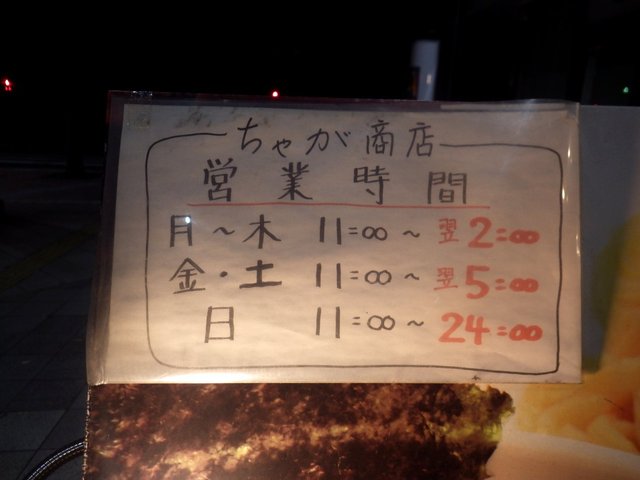 ちゃが商店
営業時間
月～木 11:00～翌2:00
金・土 11:00～翌5:00
日 11:00～24:00